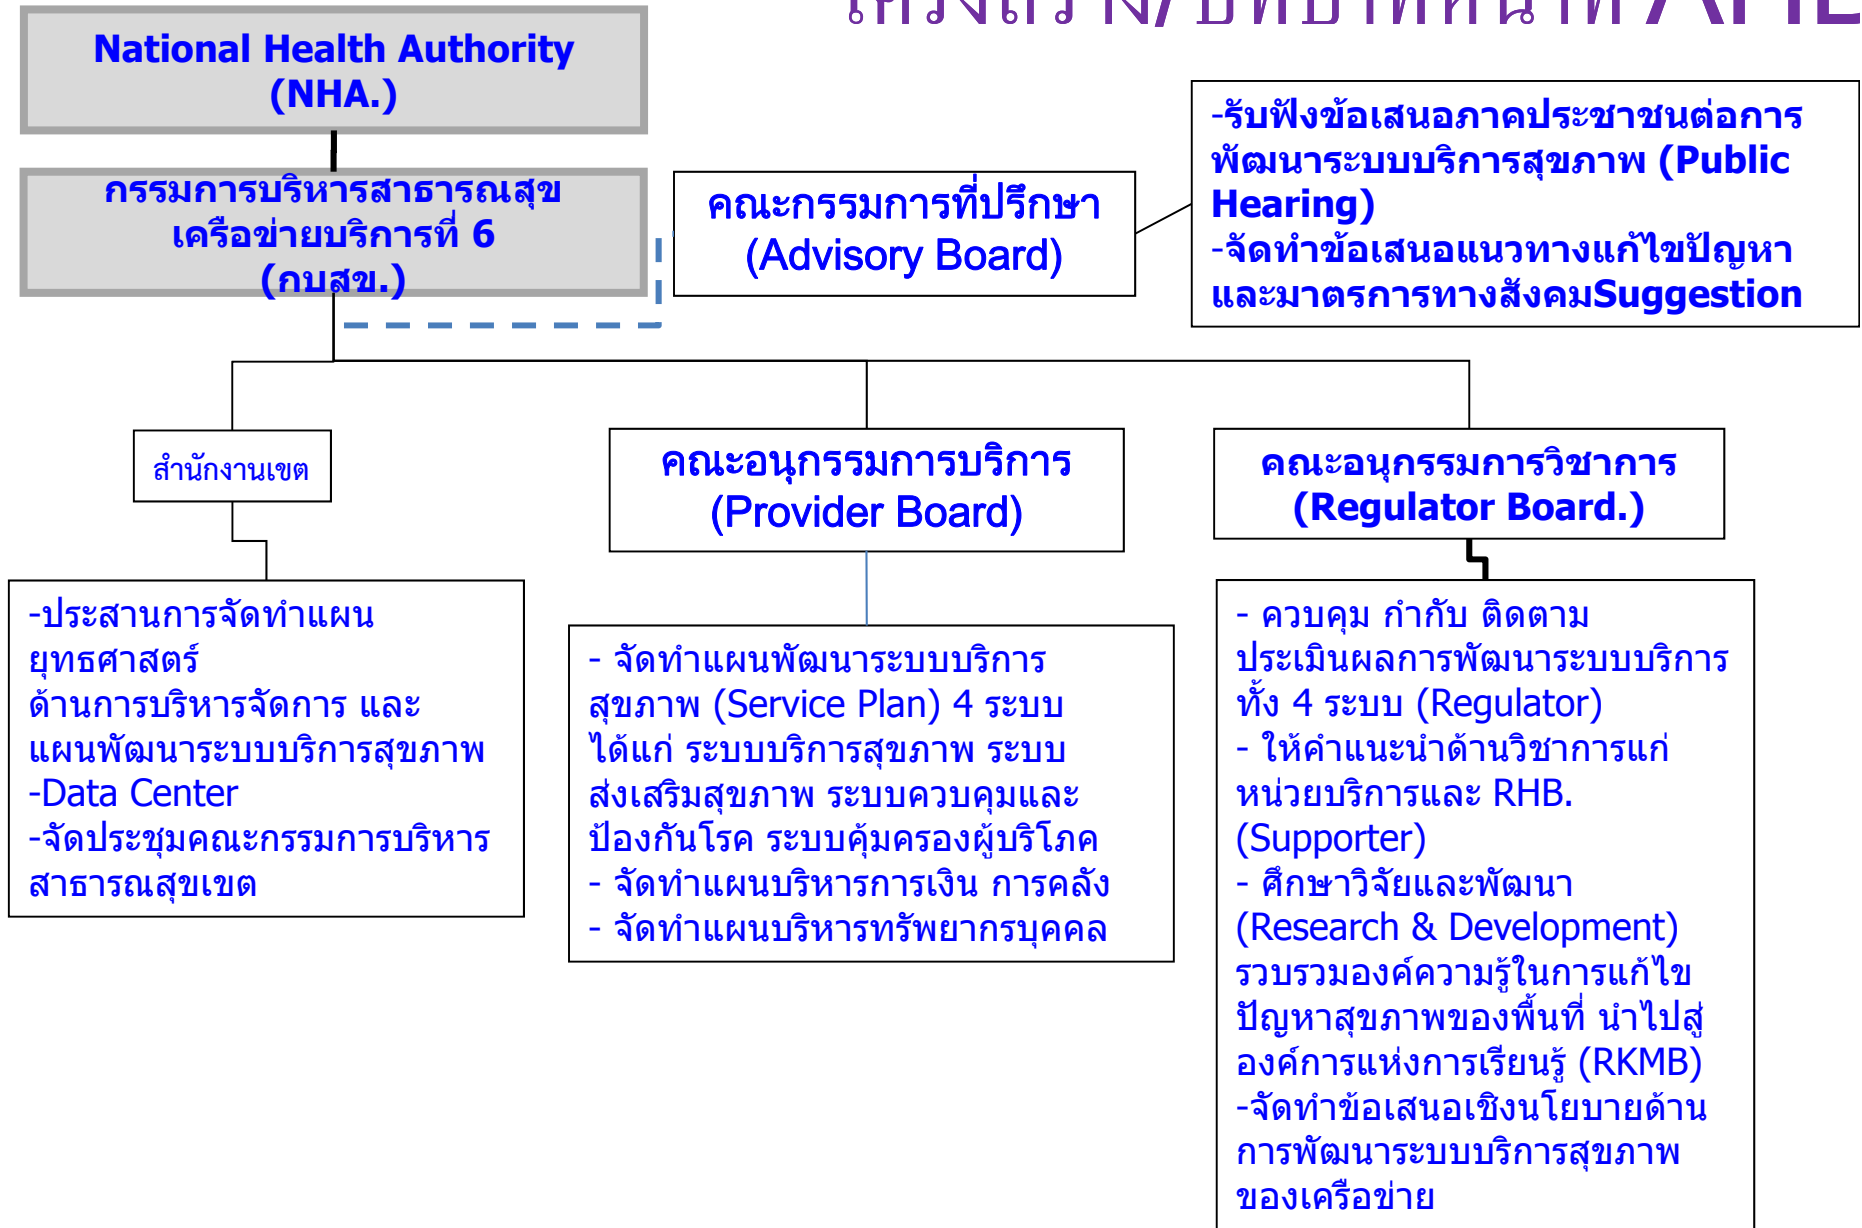 โครงสร้าง/บทบาทหน้าที่
National Health Authority
(NHA.)
กรรมการบริหารสาธารณสุข
เครือข่ายบริการที่ 6
(กบสข.)
คณะกรรมการที่ปรึกษา
(Advisory Board)
-รับฟังข้อเสนอภาคประชาชนต่อการ
พัฒนาระบบบริการสุขภาพ (Public
Hearing)
-จัดทำข้อเสนอแนวทางแก้ไขปัญหา
และมาตรการทางสังคมSuggestion
สำนักงานเขต
คณะอนุกรรมการบริการ
(Provider Board)
คณะอนุกรรมการวิชาการ
(Regulator Board.)
-ประสานการจัดทำแผน
ยุทธศาสตร์
ด้านการบริหารจัดการ และ
แผนพัฒนาระบบบริการสุขภาพ
-Data Center
-จัดประชุมคณะกรรมการบริหาร
สาธารณสุขเขต
- จัดทำแผนพัฒนาระบบบริการ
สุขภาพ (Service Plan) 4 ระบบ
ได้แก่ ระบบบริการสุขภาพ ระบบ
ส่งเสริมสุขภาพ ระบบควบคุมและ
ป้องกันโรค ระบบคุ้มครองผู้บริโภค
- จัดทำแผนบริหารการเงิน การคลัง
- จัดทำแผนบริหารทรัพยากรบุคคล
- ควบคุม กำกับ ติดตาม
ประเมินผลการพัฒนาระบบบริการ
ทั้ง 4 ระบบ (Regulator)
- ให้คำแนะนำด้านวิชาการแก่
หน่วยบริการและ RHB.
(Supporter)
- ศึกษาวิจัยและพัฒนา
(Research & Development)
รวบรวมองค์ความรู้ในการแก้ไข
ปัญหาสุขภาพของพื้นที่ นำไปสู่
องค์การแห่งการเรียนรู้ (RKMB)
-จัดทำข้อเสนอเชิงนโยบายด้าน
การพัฒนาระบบบริการสุขภาพ
ของเครือข่าย